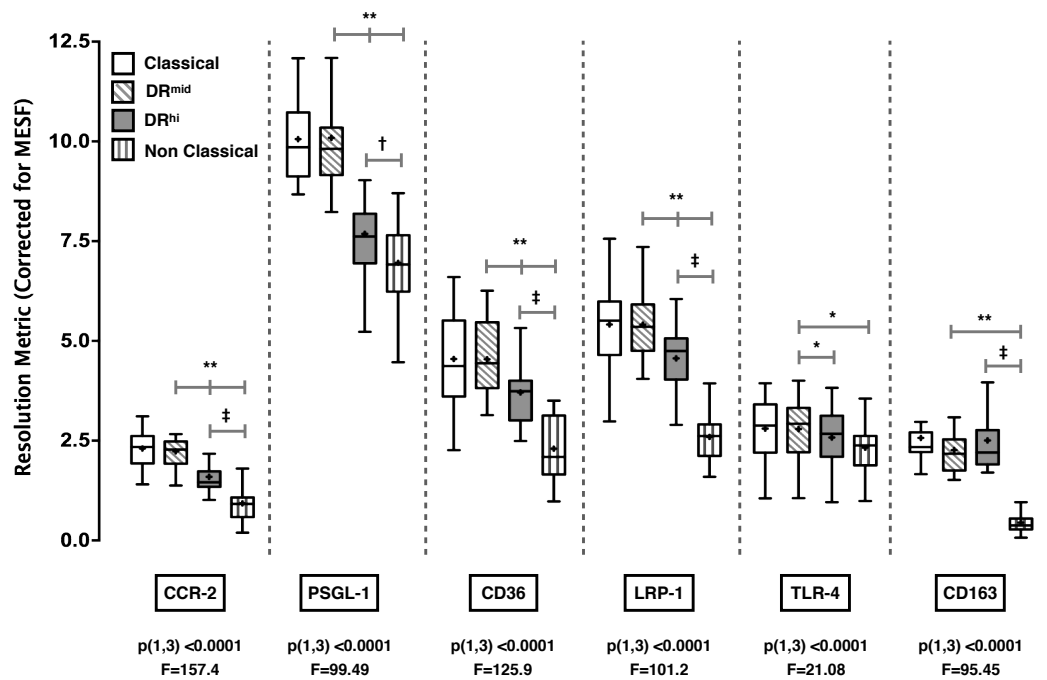 Resolution Metric (Corrected for MESF)
12.5
10.0
7.5
5.0
2.5
0.0
Classical
DRmid
DRhi
Non Classical
** ‡
** †
** ‡
** ‡
* *
** ‡
CCR-2 PSGL-1 CD36 LRP-1 TLR-4 CD163
p(1,3) <0.0001 p(1,3) <0.0001 p(1,3) <0.0001 p(1,3) <0.0001 p(1,3) <0.0001 p(1,3) <0.0001
F=157.4 F=99.49 F=125.9 F=101.2 F=21.08 F=95.45